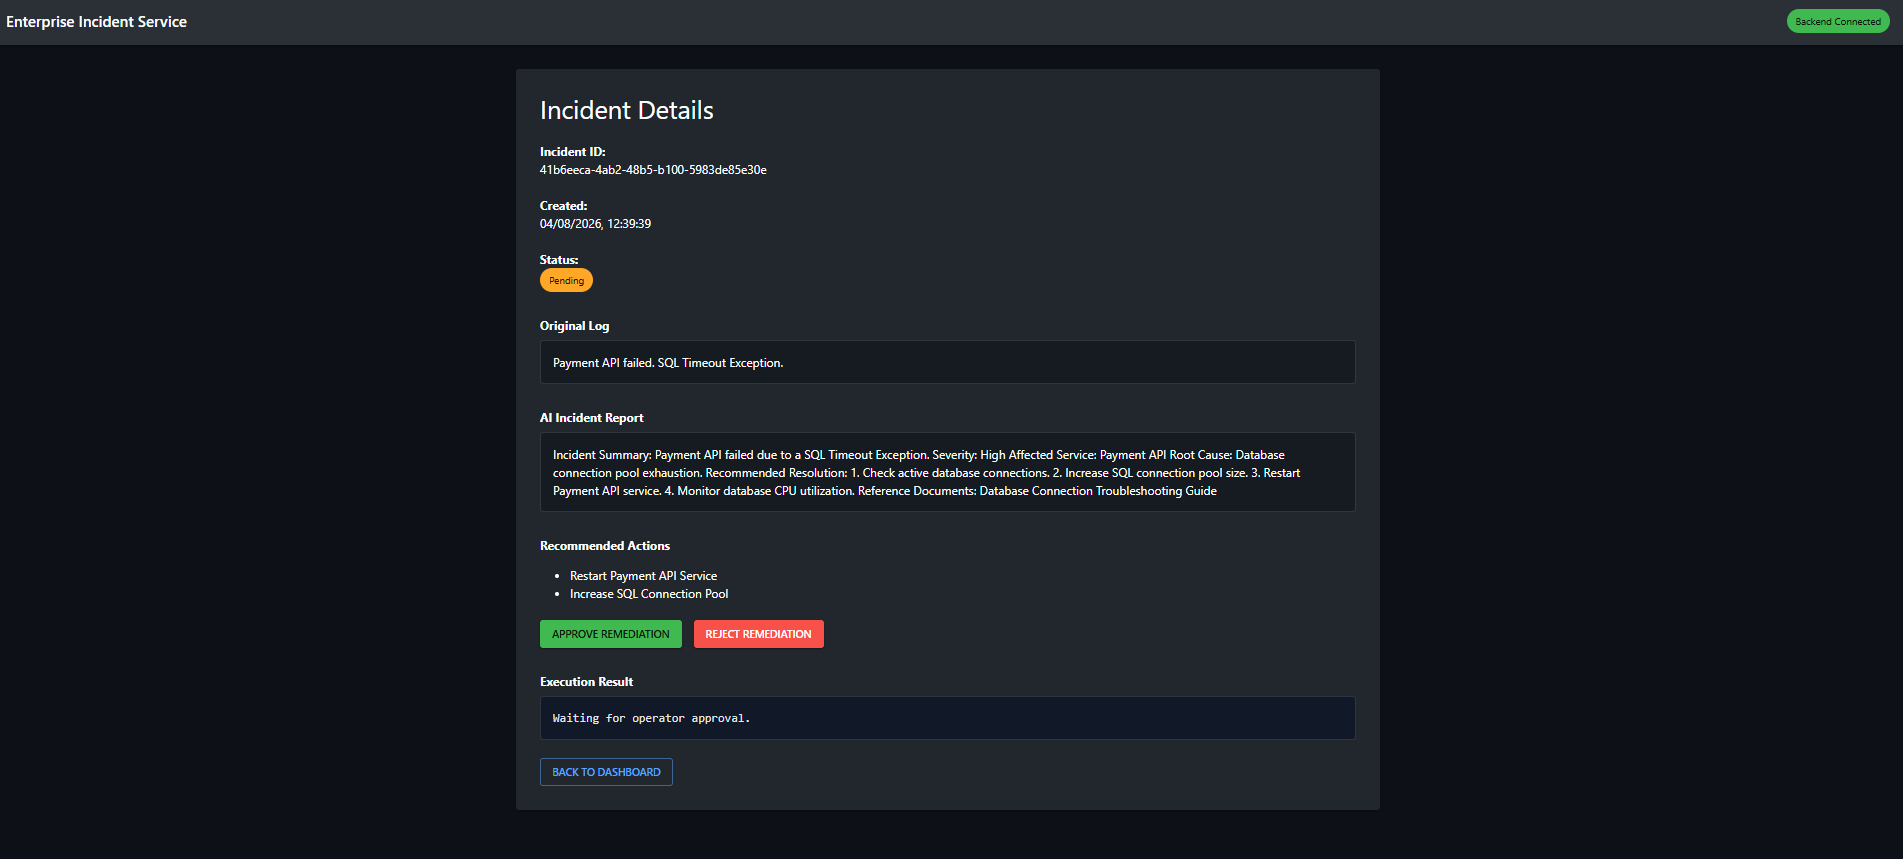 Enterprise Incident Service
Backend Connected
Incident Details
Incident ID:
41b6eeca-4ab2-48b5-b100-5983de85e30e
Created:
04/08/2026, 12:39:39
Status:
Pending
Original Log
Payment API failed. SQL Timeout Exception.
AI Incident Report
Incident Summary: Payment API failed due to a SQL Timeout Exception. Severity: High Affected Service: Payment API Root Cause: Database
connection pool exhaustion. Recommended Resolution: 1. Check active database connections. 2. Increase SQL connection pool size. 3. Restart
Payment API service. 4. Monitor database CPU utilization. Reference Documents: Database Connection Troubleshooting Guide
Recommended Actions
• Restart Payment API Service
• Increase SQL Connection Pool
APPROVE REMEDIATION
REJECT REMEDIATION
Execution Result
Waiting for operator approval.
BACK TO DASHBOARD